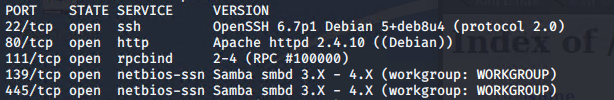 PORT STATE SERVICE VERSION
22/tcp open ssh OpenSSH 6.7p1 Debian 5+deb8u4 (protocol 2.0)
80/tcp open http Apache httpd 2.4.10 ((Debian))
111/tcp open rpcbind 2-4 (RPC #100000)
139/tcp open netbios-ssn Samba smbd 3.X - 4.X (workgroup: WORKGROUP)
445/tcp open netbios-ssn Samba smbd 3.X - 4.X (workgroup: WORKGROUP)
Index of /